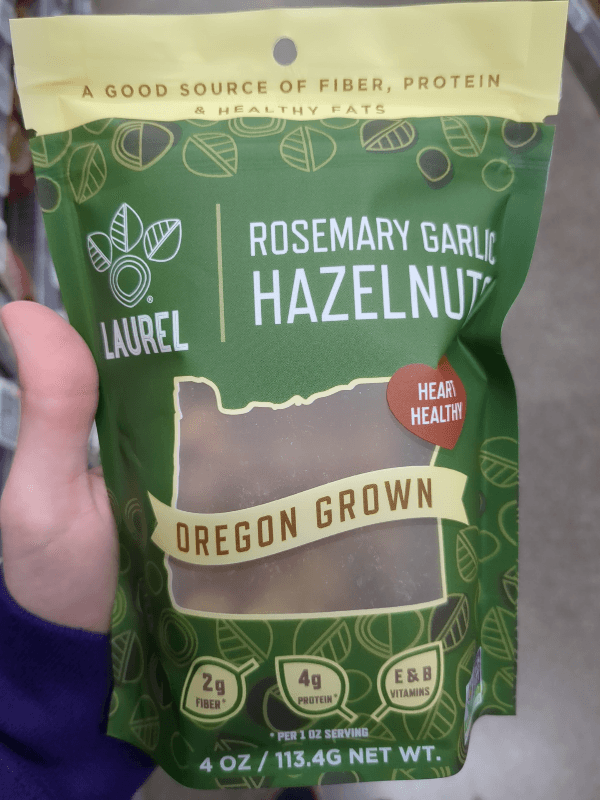 A GOOD SOURCE OF FIBER, PROTEIN
& HEALTHY FATS
LAUREL
®
ROSEMARY GARLIC
HAZELNUTS
HEART
HEALTHY
OREGON GROWN
2g
FIBER*
4g
PROTEIN*
E & B
VITAMINS
* PER 1 OZ SERVING
4 OZ / 113.4G NET WT.